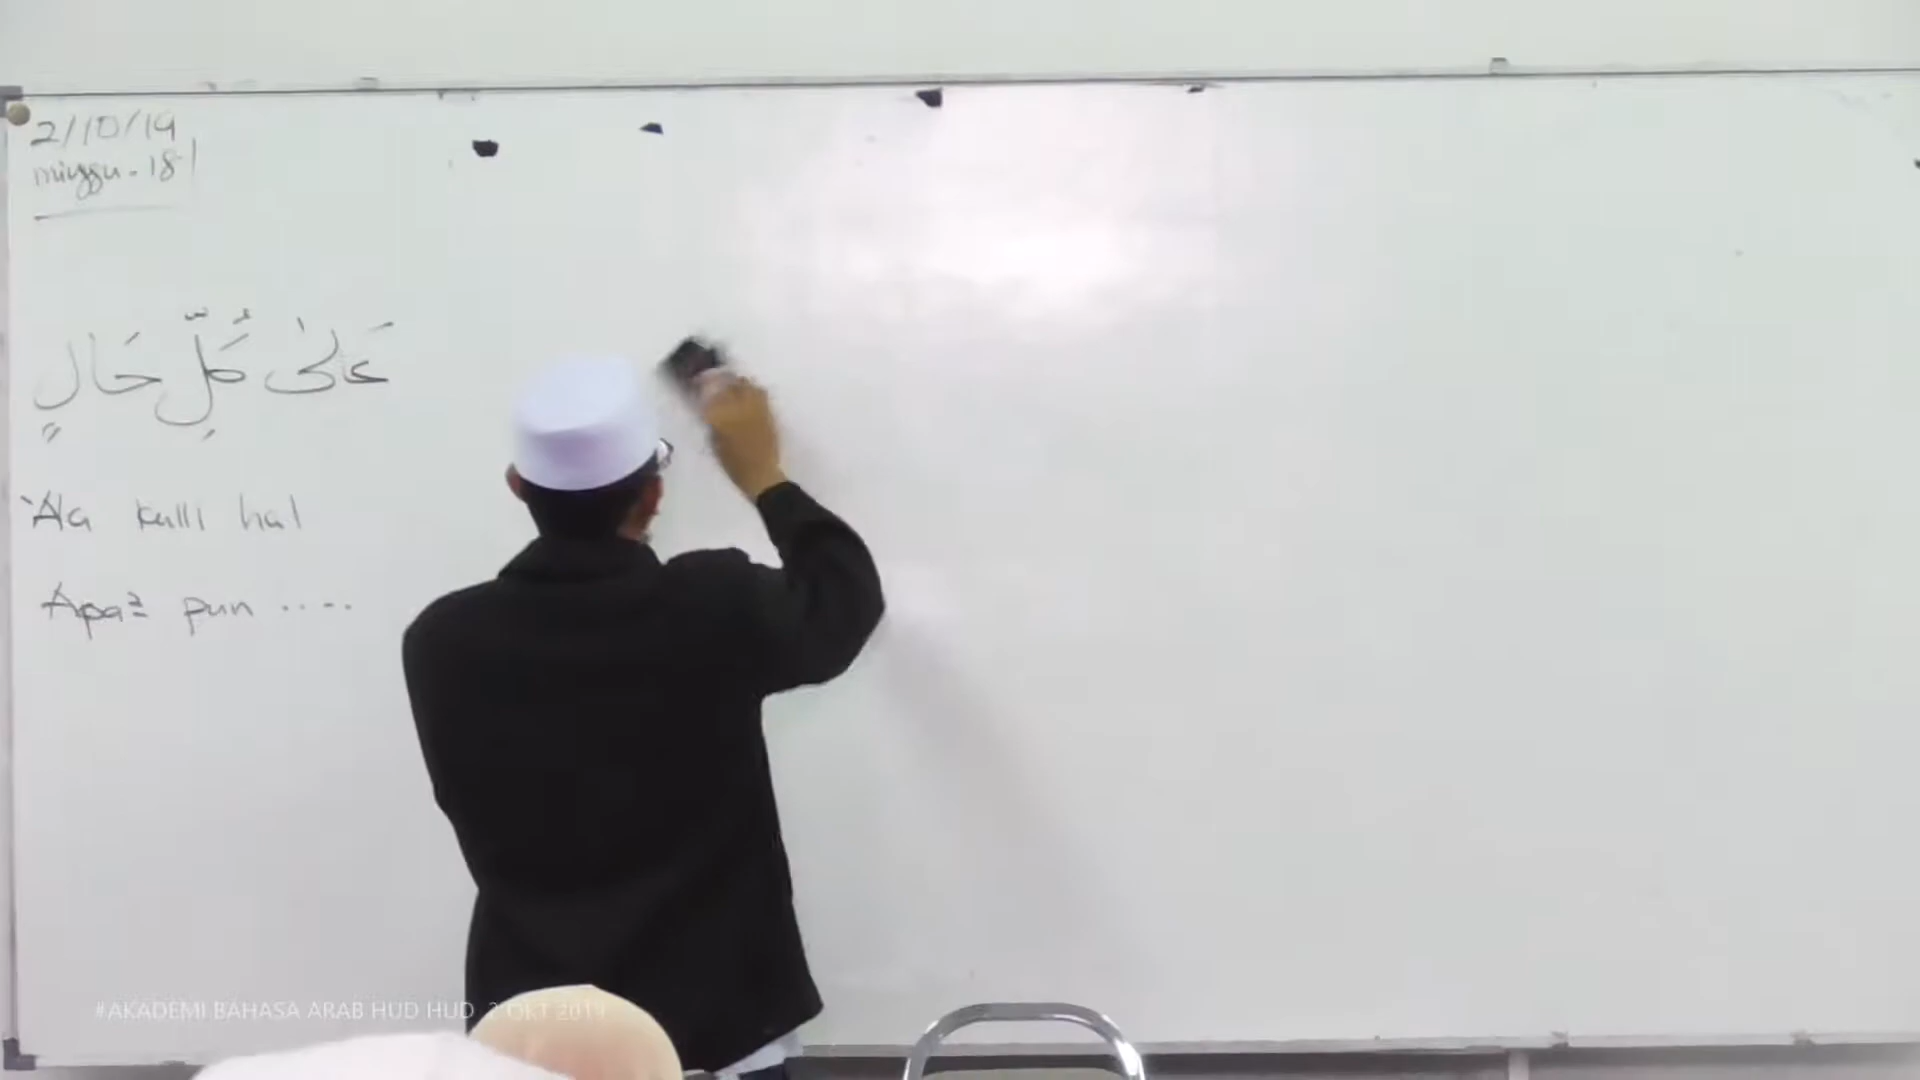 2/10/19
minggu - 18
عَلىٰ كُلِّ حَالٍ
'Ala kulli hal
Apa2 pun .....
#AKADEMI BAHASA ARAB HUD HUD 2 OKT 2019